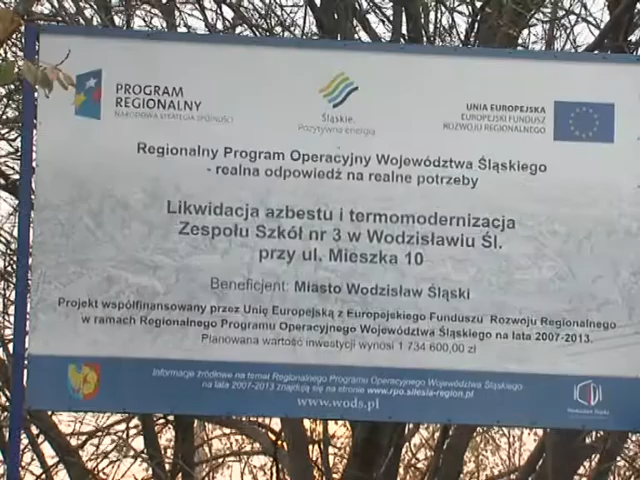 PROGRAM
REGIONALNY
NARODOWA STRATEGIA SPÓJNOŚCI
Śląskie.
Pozytywna energia
UNIA EUROPEJSKA
EUROPEJSKI FUNDUSZ
ROZWOJU REGIONALNEGO
Regionalny Program Operacyjny Województwa Śląskiego
- realna odpowiedź na realne potrzeby
Likwidacja azbestu i termomodernizacja
Zespołu Szkół nr 3 w Wodzisławiu Śl.
przy ul. Mieszka 10
Beneficjent: Miasto Wodzisław Śląski
Projekt współfinansowany przez Unię Europejską z Europejskiego Funduszu Rozwoju Regionalnego
w ramach Regionalnego Programu Operacyjnego Województwa Śląskiego na lata 2007-2013.
Planowana wartość inwestycji wynosi 1 734 600,00 zł
Informacje źródłowe na temat Regionalnego Programu Operacyjnego Województwa Śląskiego
na lata 2007-2013 znajdują się na stronie www.rpo.silesia-region.pl
www.wods.pl
Wodzisław Śląski